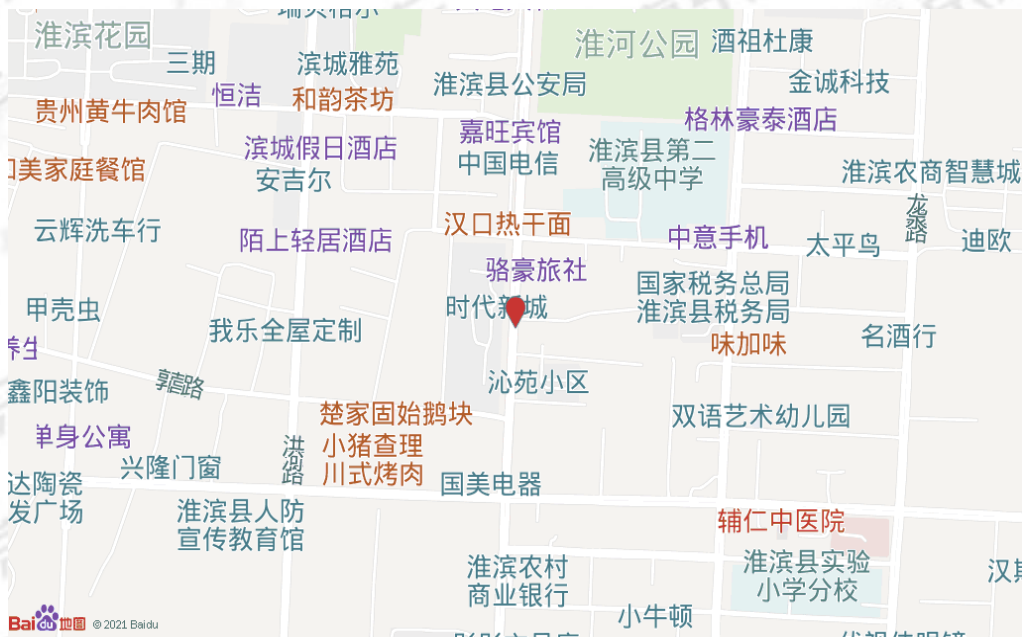 淮滨花园
三期
滨城雅苑
淮河公园
酒祖杜康
淮滨县公安局
金诚科技
恒洁
和韵茶坊
贵州黄牛肉馆
格林豪泰酒店
嘉旺宾馆
滨城假日酒店
中国电信
淮滨县第二
高级中学
美家庭餐馆
安吉尔
淮滨农商智慧城
龙
路
云辉洗车行
汉口热干面
陌上轻居酒店
中意手机
太平鸟
迪欧
骆豪旅社
国家税务总局
淮滨县税务局
时代新城
甲壳虫
我乐全屋定制
名酒行
味加味
养生
鑫阳装饰
路
沁苑小区
楚家固始鹅块
双语艺术幼儿园
单身公寓
小猪查理
川式烤肉
洪
路
兴隆门窗
达陶瓷
发广场
国美电器
淮滨县人防
宣传教育馆
辅仁中医院
淮滨农村
商业银行
淮滨县实验
小学分校
汉
小牛顿
Bai du 地图
© 2021 Baidu